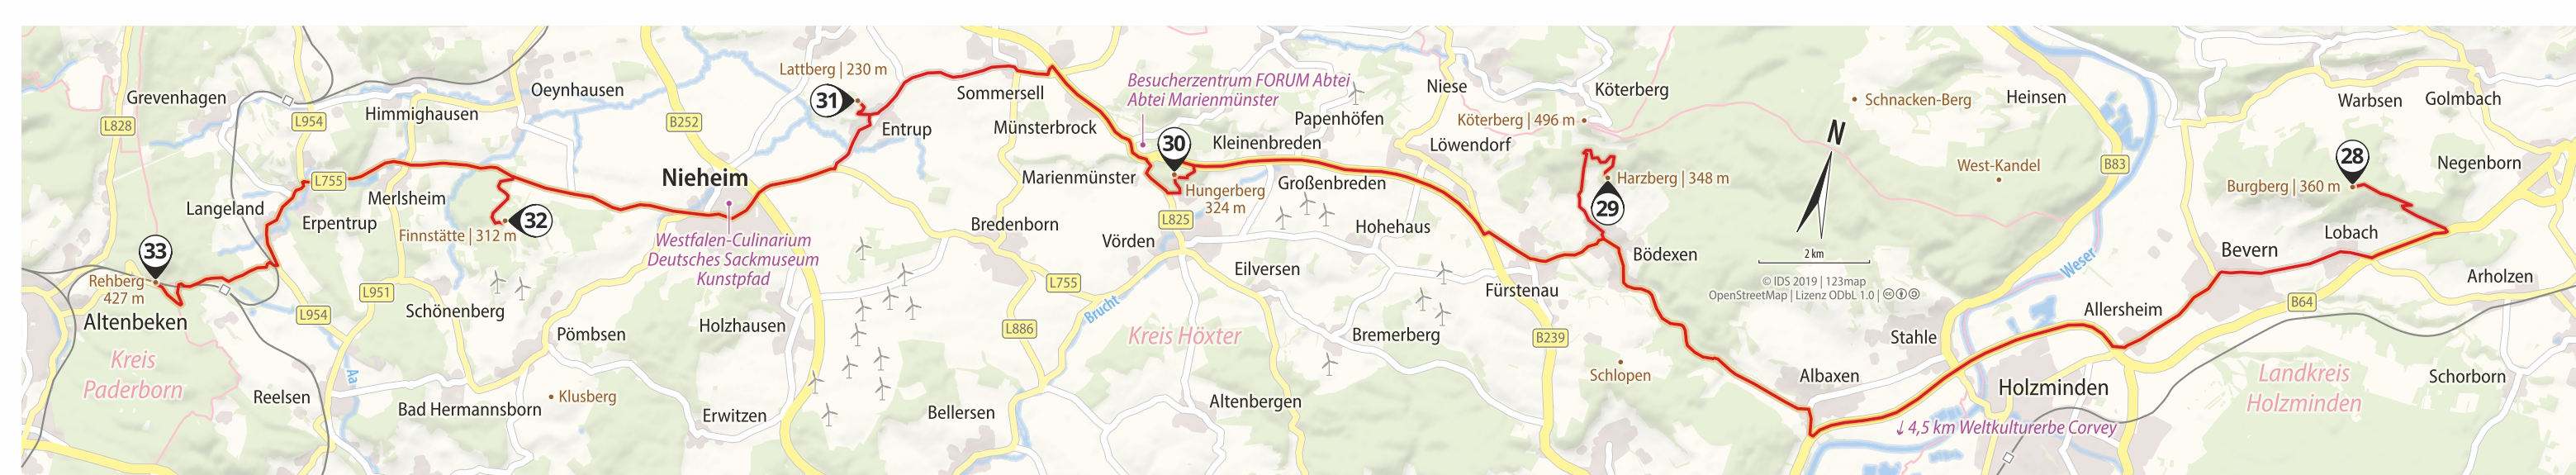 Grevenhagen
L828
L954
Himmighausen
Oeynhausen
B252
Lattberg | 230 m
31
Entrup
Sommersell
Münsterbrock
Besucherzentrum FORUM Abtei
Abtei Marienmünster
30
Kleinenbreden
Papenhöfen
Niese
Köterberg
Köterberg | 496 m
Löwendorf
Schnacken-Berg
Heinsen
Warbsen
Golmbach
N
West-Kandel
B83
28
Negenborn
Burgberg | 360 m
L755
Merlsheim
Nieheim
Marienmünster
Hungerberg
324 m
Großenbreden
Harzberg | 348 m
29
Langeland
Erpentrup
32
Finnstätte | 312 m
Westfalen-Culinarium
Deutsches Sackmuseum
Kunstpfad
Bredenborn
L825
Vörden
Hohehaus
Bödexen
2 km
Lobach
Bevern
33
Rehberg
427 m
Altenbeken
L951
L954
Schönenberg
L755
Eilversen
Fürstenau
© IDS 2019 | 123map
OpenStreetMap | Lizenz ODbL 1.0 |
Weser
Arholzen
B64
Allersheim
Pömbsen
Holzhausen
L886
Brucht
Kreis Höxter
Bremerberg
B239
Stahle
Kreis
Paderborn
Reelsen
Aa
Bad Hermannsborn
Klusberg
Erwitzen
Bellersen
Altenbergen
Schlopen
Albaxen
Holzminden
Landkreis
Holzminden
Schorborn
↓ 4,5 km Weltkulturerbe Corvey